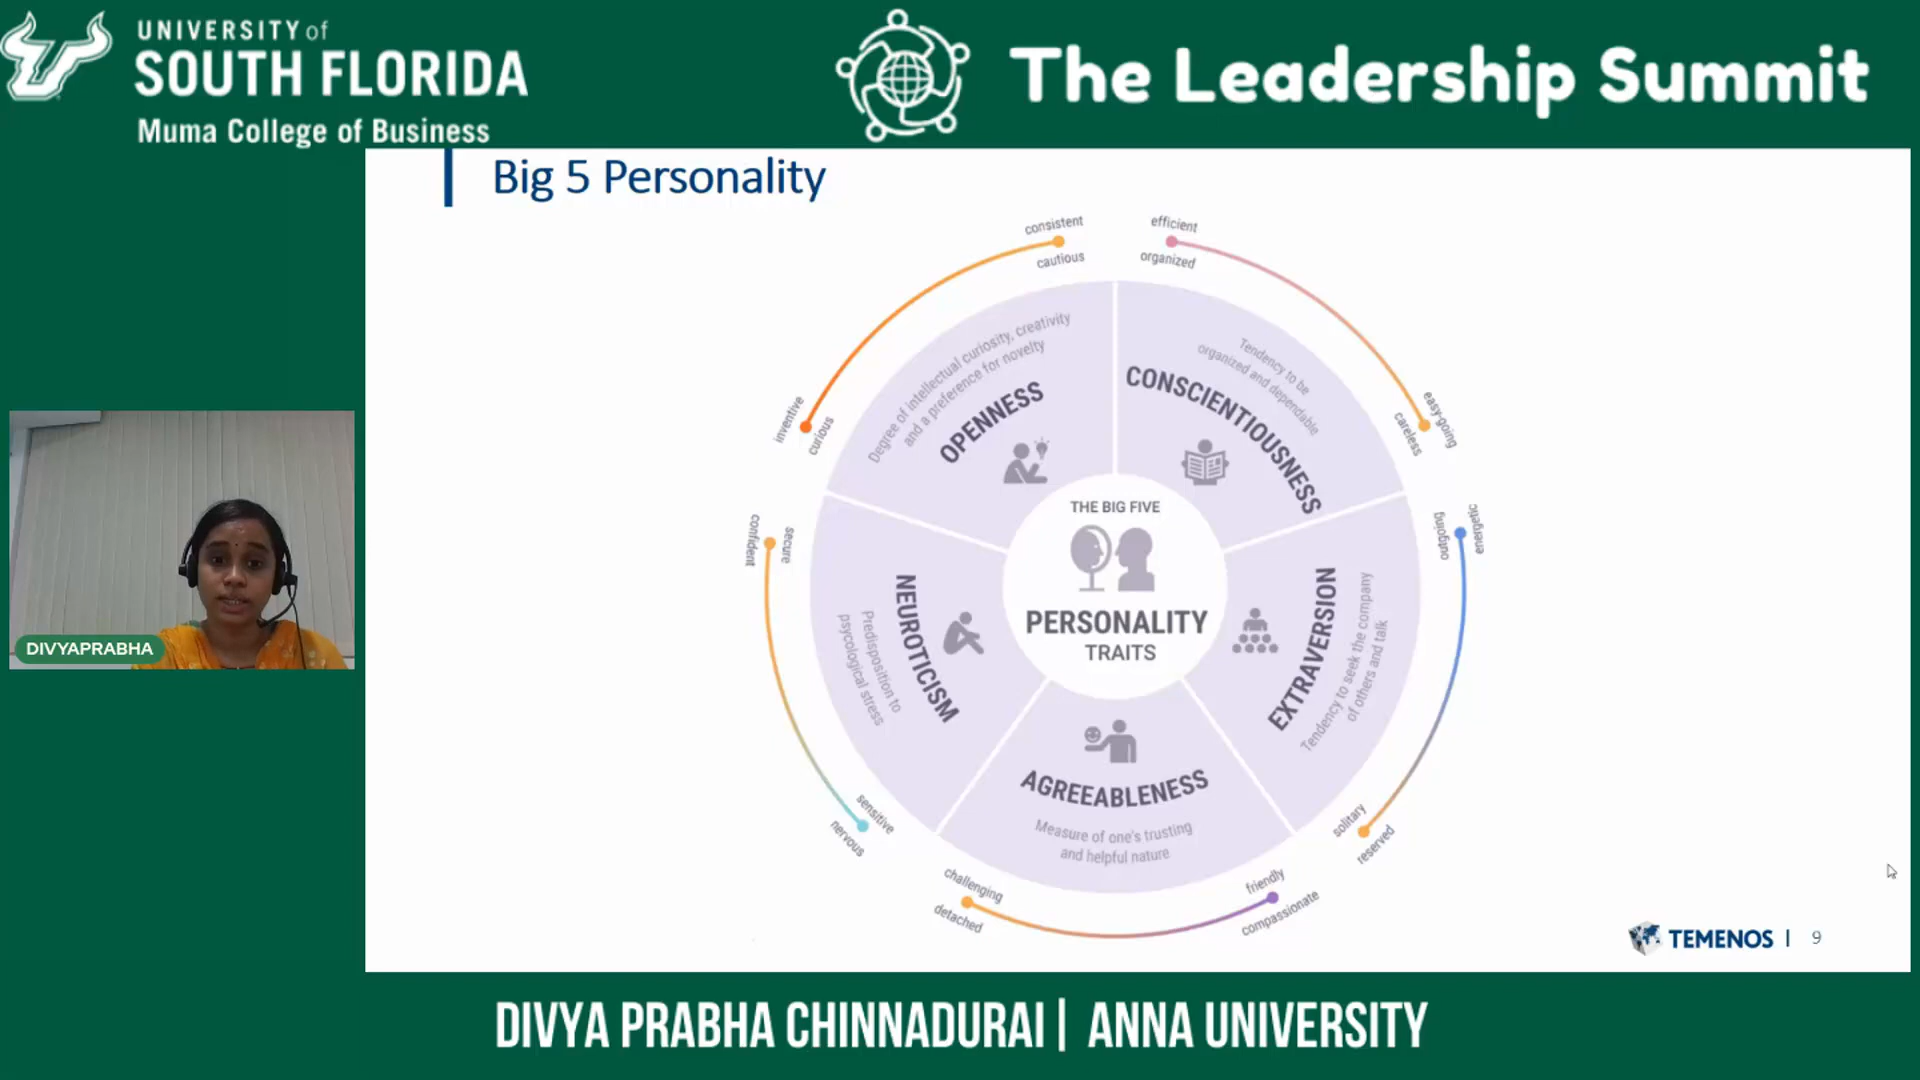 UNIVERSITY of
SOUTH FLORIDA
Muma College of Business
The Leadership Summit
Big 5 Personality
consistent
cautious
efficient
organized
inventive
curious
Degree of intellectual curiosity, creativity
and a preference for novelty
OPENNESS
Tendency to be
organized and dependable
CONSCIENTIOUSNESS
easy-going
careless
THE BIG FIVE
PERSONALITY
TRAITS
confident
secure
NEUROTICISM
Predisposition to
psycological stress
sensitive
nervous
energetic
outgoing
EXTRAVERSION
Tendency to seek the company
of others and talk
solitary
reserved
AGREEABLENESS
Measure of one's trusting
and helpful nature
challenging
detached
friendly
compassionate
DIVYAPRABHA
TEMENOS | 9
DIVYA PRABHA CHINNADURAI | ANNA UNIVERSITY